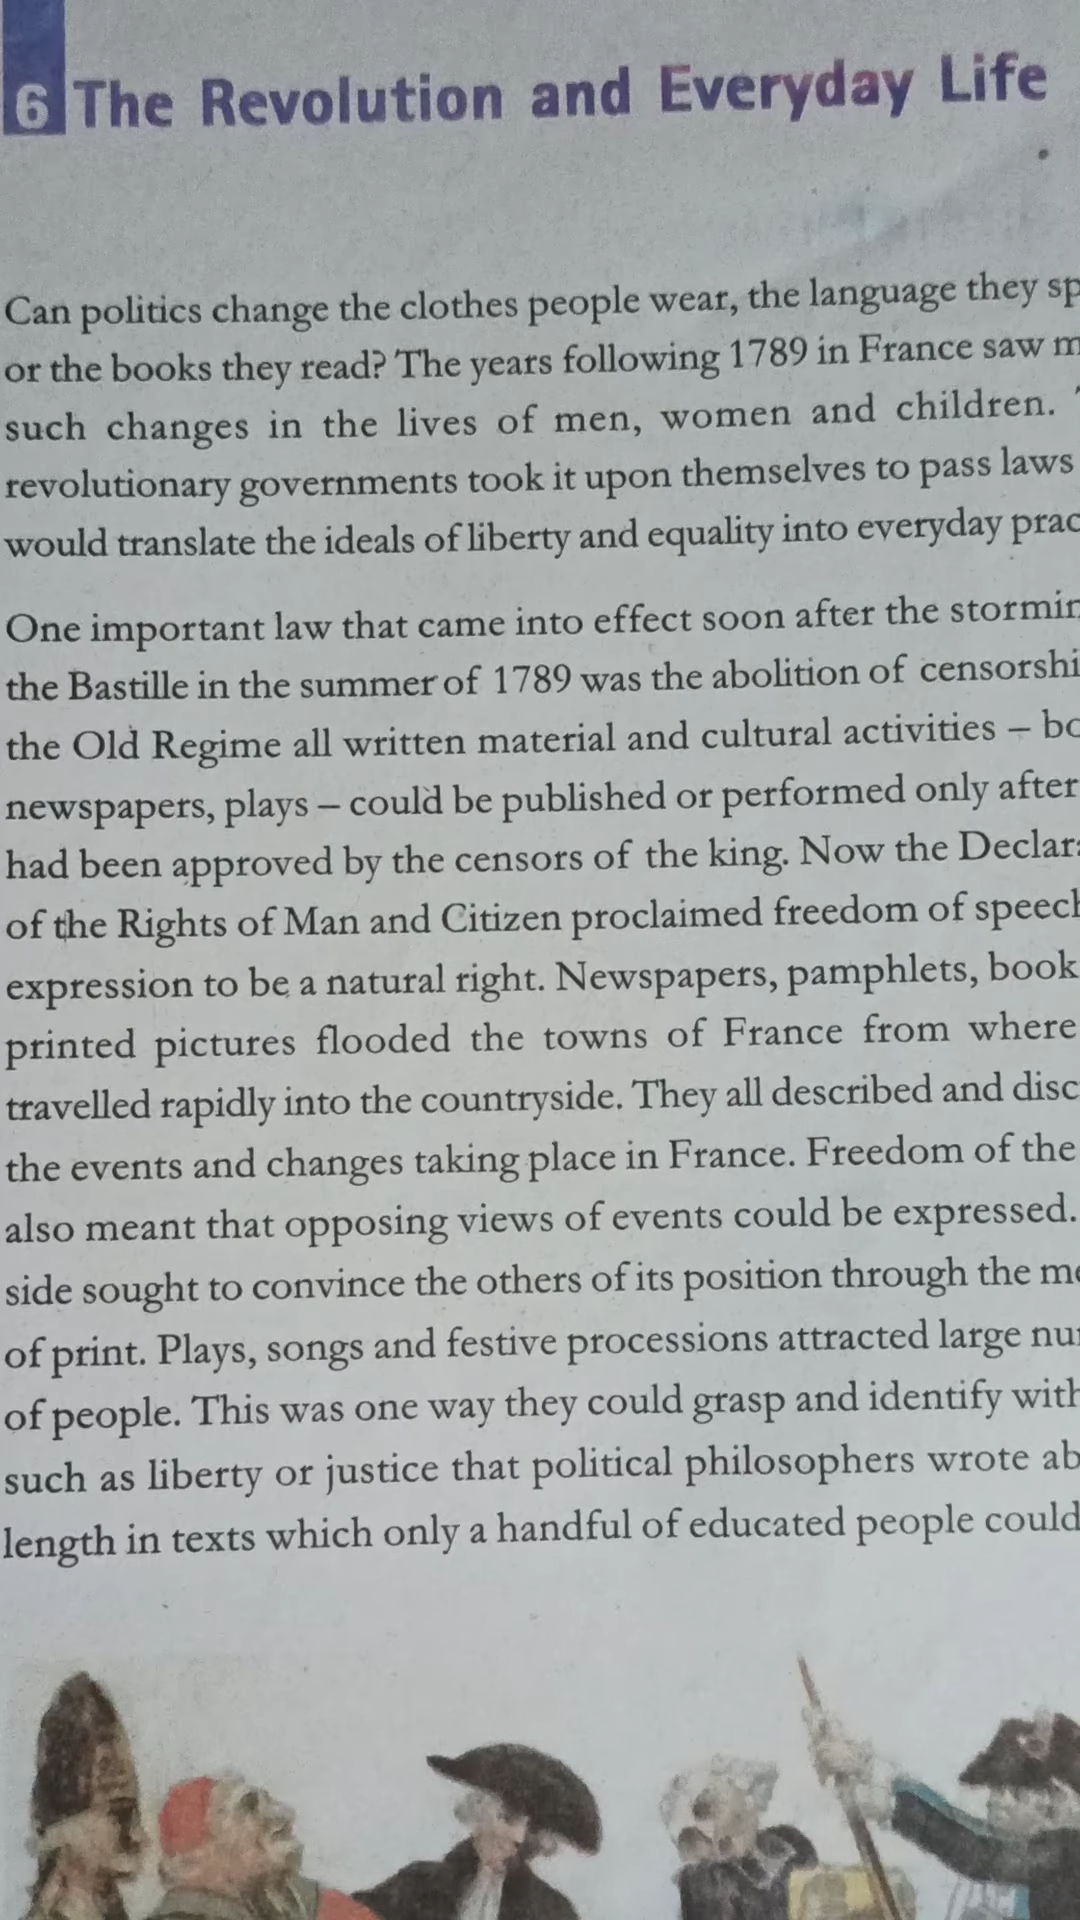 6 The Revolution and Everyday Life
Can politics change the clothes people wear, the language they
or the books they read? The years following 1789 in France saw
such changes in the lives of men, women and children.
revolutionary governments took it upon themselves to pass laws
would translate the ideals of liberty and equality into everyday
One important law that came into effect soon after the
the Bastille in the summer of 1789 was the abolition of
the Old Regime all written material and cultural activities –
newspapers, plays – could be published or performed only after
had been approved by the censors of the king. Now the
of the Rights of Man and Citizen proclaimed freedom of
expression to be a natural right. Newspapers, pamphlets,
printed pictures flooded the towns of France from where
travelled rapidly into the countryside. They all described and
the events and changes taking place in France. Freedom of the
also meant that opposing views of events could be expressed.
side sought to convince the others of its position through the
of print. Plays, songs and festive processions attracted large
of people. This was one way they could grasp and identify
such as liberty or justice that political philosophers wrote
length in texts which only a handful of educated people could